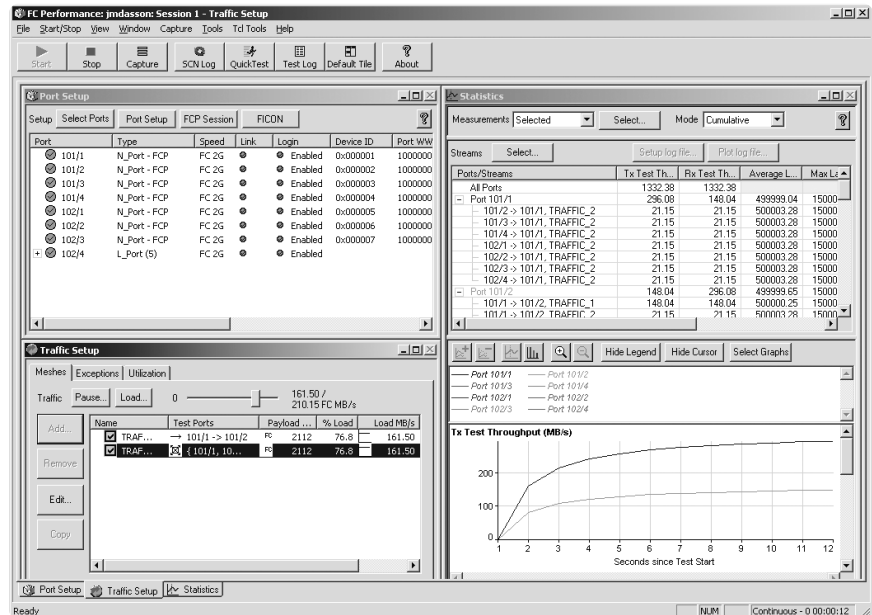 FC Performance: jmdasson: Session 1 - Traffic Setup
File Start/Stop View Window Capture Tools Tcl Tools Help
Start Stop Capture SCN Log QuickTest Test Log Default Tile About
Port Setup
Setup Select Ports Port Setup FCP Session FICON
Port Type Speed Link Login Device ID Port WW
101/1 N_Port - FCP FC 2G Enabled 0x000001 1000000
101/2 N_Port - FCP FC 2G Enabled 0x000002 1000000
101/3 N_Port - FCP FC 2G Enabled 0x000003 1000000
101/4 N_Port - FCP FC 2G Enabled 0x000004 1000000
102/1 N_Port - FCP FC 2G Enabled 0x000005 1000000
102/2 N_Port - FCP FC 2G Enabled 0x000006 1000000
102/3 N_Port - FCP FC 2G Enabled 0x000007 1000000
102/4 L_Port (5) FC 2G Enabled
Statistics
Measurements Selected Select... Mode Cumulative
Streams Select... Setup log file... Plot log file...
Ports/Streams Tx Test Th... Rx Test Th... Average L... Max La
All Ports 1332.38 1332.38
Port 101/1 296.08 148.04 499999.04 15000
101/2 -> 101/1, TRAFFIC_2 21.15 21.15 500003.28 15000
101/3 -> 101/1, TRAFFIC_2 21.15 21.15 500003.28 15000
101/4 -> 101/1, TRAFFIC_2 21.15 21.15 500003.28 15000
102/1 -> 101/1, TRAFFIC_2 21.15 21.15 500003.28 15000
102/2 -> 101/1, TRAFFIC_2 21.15 21.15 500003.28 15000
102/3 -> 101/1, TRAFFIC_2 21.15 21.15 500003.28 15000
102/4 -> 101/1, TRAFFIC_2 21.15 21.15 500003.28 15000
Port 101/2 148.04 296.08 499999.65 15000
101/1 -> 101/2, TRAFFIC_1 148.04 148.04 500000.25 15000
101/1 -> 101/2, TRAFFIC_2 21.15 21.15 500003.28 15000
Traffic Setup
Meshes Exceptions Utilization
Traffic Pause... Load... 0 161.50 /
210.15 FC MB/s
Add...
Remove
Edit...
Copy
Name Test Ports Payload ... % Load Load MB/s
TRAF... 101/1 -> 101/2 FC 2112 76.8 161.50
TRAF... { 101/1, 10... FC 2112 76.8 161.50
Hide Legend Hide Cursor Select Graphs
Port 101/1 Port 101/2
Port 101/3 Port 101/4
Port 102/1 Port 102/2
Port 102/3 Port 102/4
Tx Test Throughput (MB/s)
200
100
0
1 2 3 4 5 6 7 8 9 10 11 12
Seconds since Test Start
Port Setup Traffic Setup Statistics
Ready NUM Continuous - 0 00:00:12